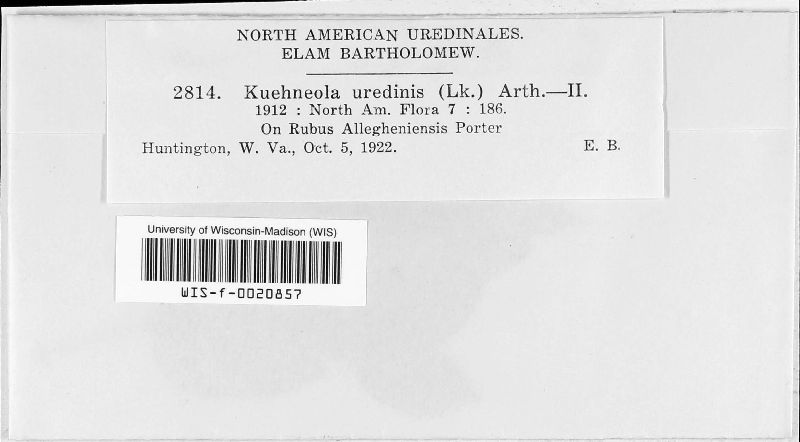 NORTH AMERICAN UREDINALES.
ELAM BARTHOLOMEW.
2814. Kuehneola uredinis (Lk.) Arth.—II.
1912 : North Am. Flora 7 : 186.
On Rubus Allegheniensis Porter
Huntington, W. Va., Oct. 5, 1922. E. B.
University of Wisconsin-Madison (WIS)
WIS-f-0020857